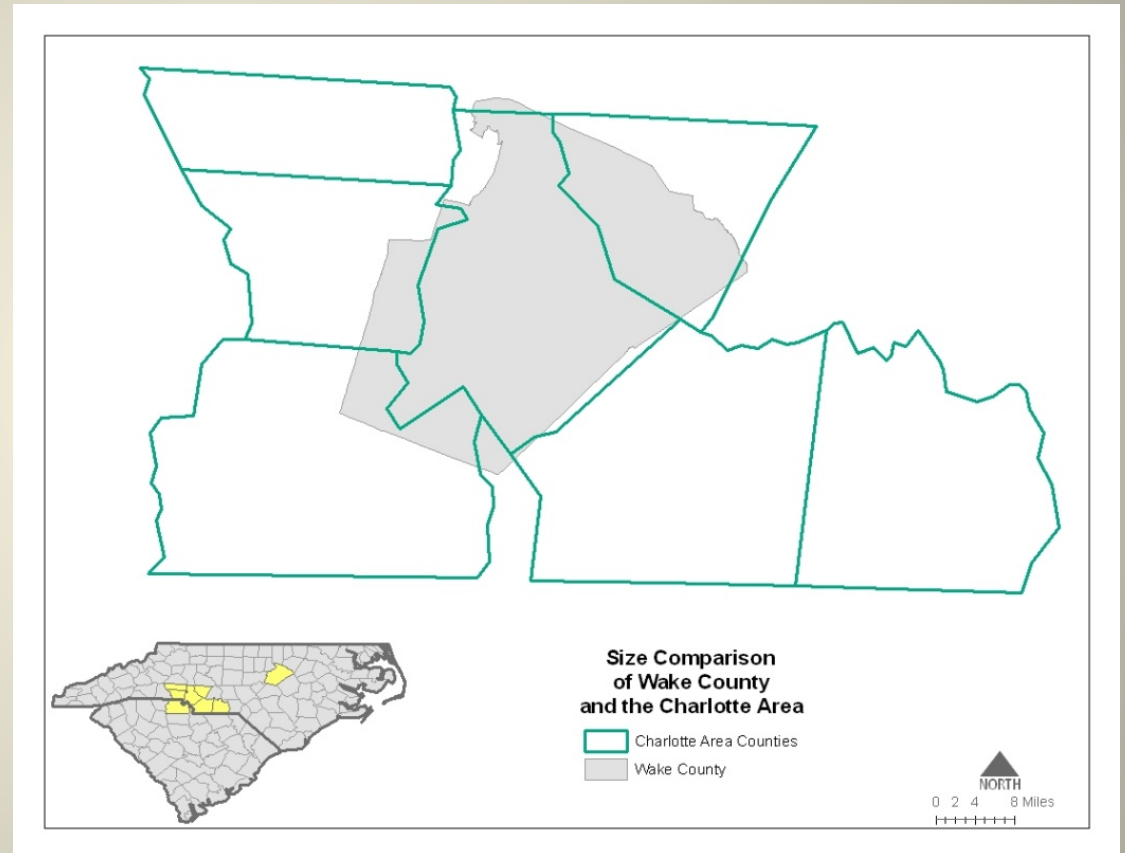 Size Comparison
of Wake County
and the Charlotte Area
Charlotte Area Counties
Wake County
NORTH
0 2 4 8 Miles